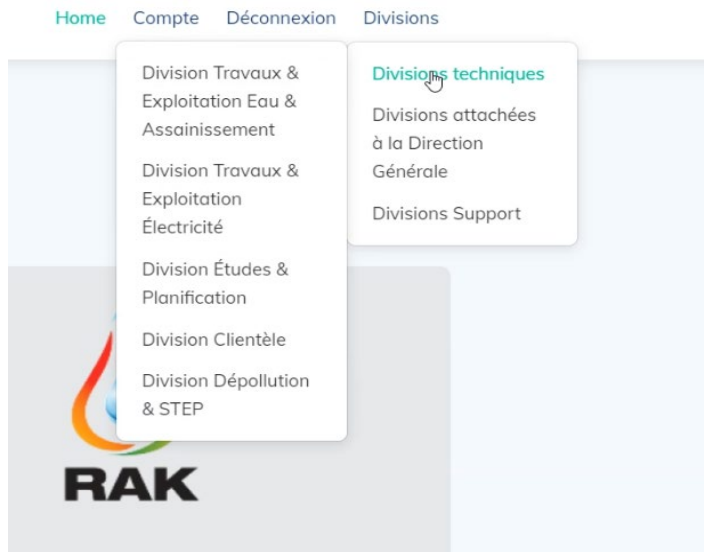 Home Compte Déconnexion Divisions
Division Travaux &
Exploitation Eau &
Assainissement
Division Travaux &
Exploitation
Électricité
Division Études &
Planification
Division Clientèle
Division Dépollution
& STEP
Divisions techniques
Divisions attachées
à la Direction
Générale
Divisions Support
RAK